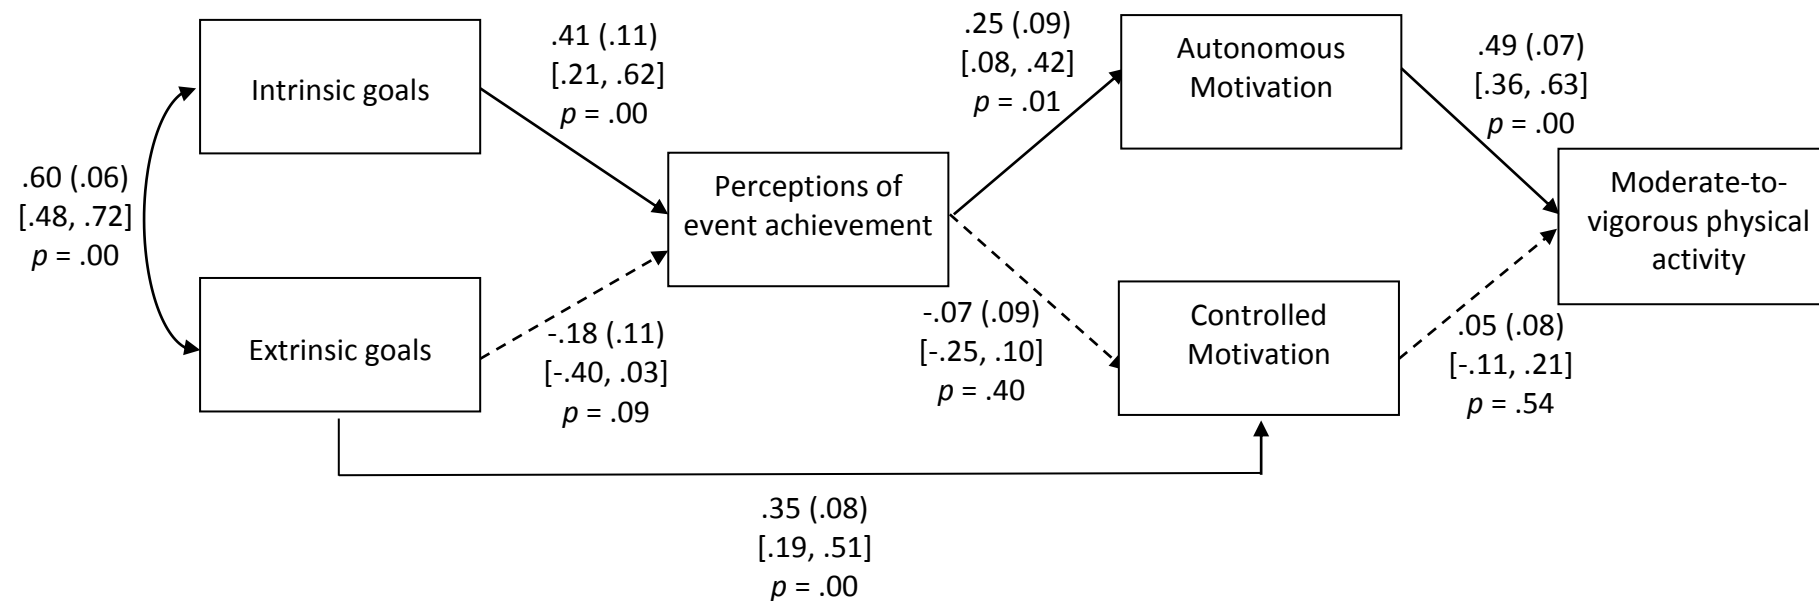 Intrinsic goals
.41 (.11)
[.21, .62]
p = .00
.25 (.09)
[.08, .42]
p = .01
Autonomous
Motivation
.49 (.07)
[.36, .63]
p = .00
.60 (.06)
[.48, .72]
p = .00
Perceptions of
event achievement
Moderate-to-
vigorous physical
activity
Extrinsic goals
-.18 (.11)
[-.40, .03]
p = .09
-.07 (.09)
[-.25, .10]
p = .40
Controlled
Motivation
.05 (.08)
[-.11, .21]
p = .54
.35 (.08)
[.19, .51]
p = .00